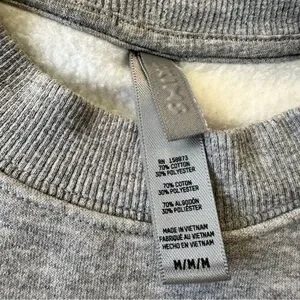 RN 158973
70% COTTON
30% POLYESTER
70% COTON
30% POLYESTER
70% ALGODÓN
30% POLIÉSTER
MADE IN VIETNAM
FABRIQUÉ AU VIETNAM
HECHO EN VIETNAM
M/M/M